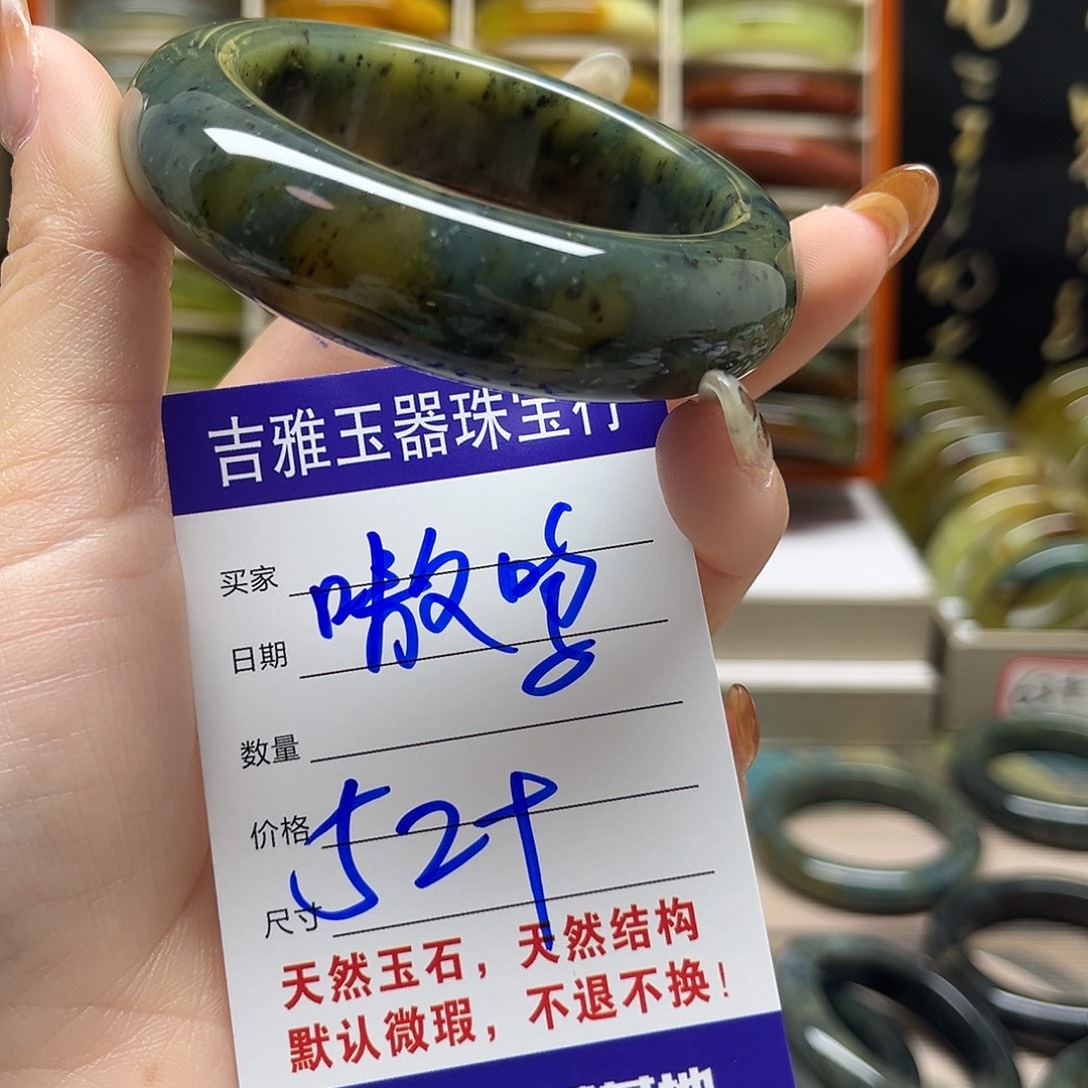 吉雅玉器珠宝行
买家 嗷呜
日期
数量
价格 52+
尺寸
天然玉石，天然结构
默认微瑕，不退不换！